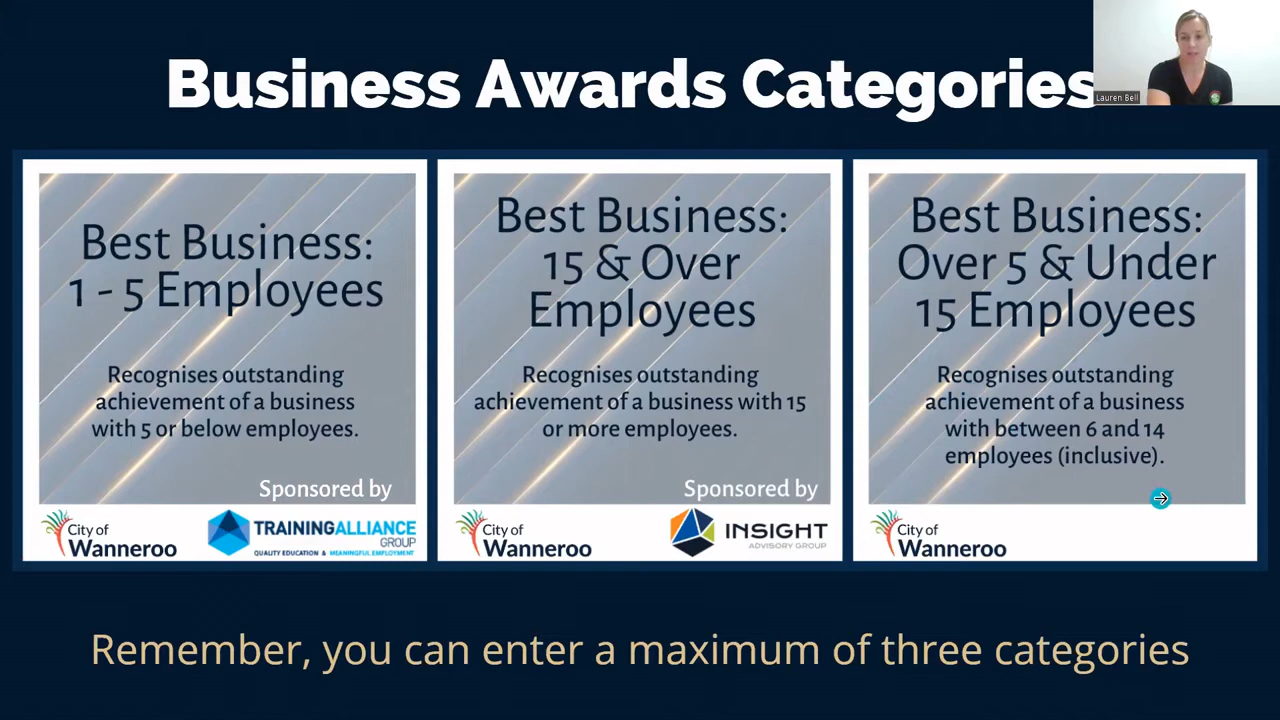 Business Awards Categories
Lauren Bell
Best Business:
1 - 5 Employees
Recognises outstanding
achievement of a business
with 5 or below employees.
Sponsored by
City of
Wanneroo
TRAININGALLIANCE
GROUP
QUALITY EDUCATION & MEANINGFUL EMPLOYMENT
Best Business:
15 & Over
Employees
Recognises outstanding
achievement of a business with 15
or more employees.
Sponsored by
City of
Wanneroo
INSIGHT
ADVISORY GROUP
Best Business:
Over 5 & Under
15 Employees
Recognises outstanding
achievement of a business
with between 6 and 14
employees (inclusive).
City of
Wanneroo
Remember, you can enter a maximum of three categories